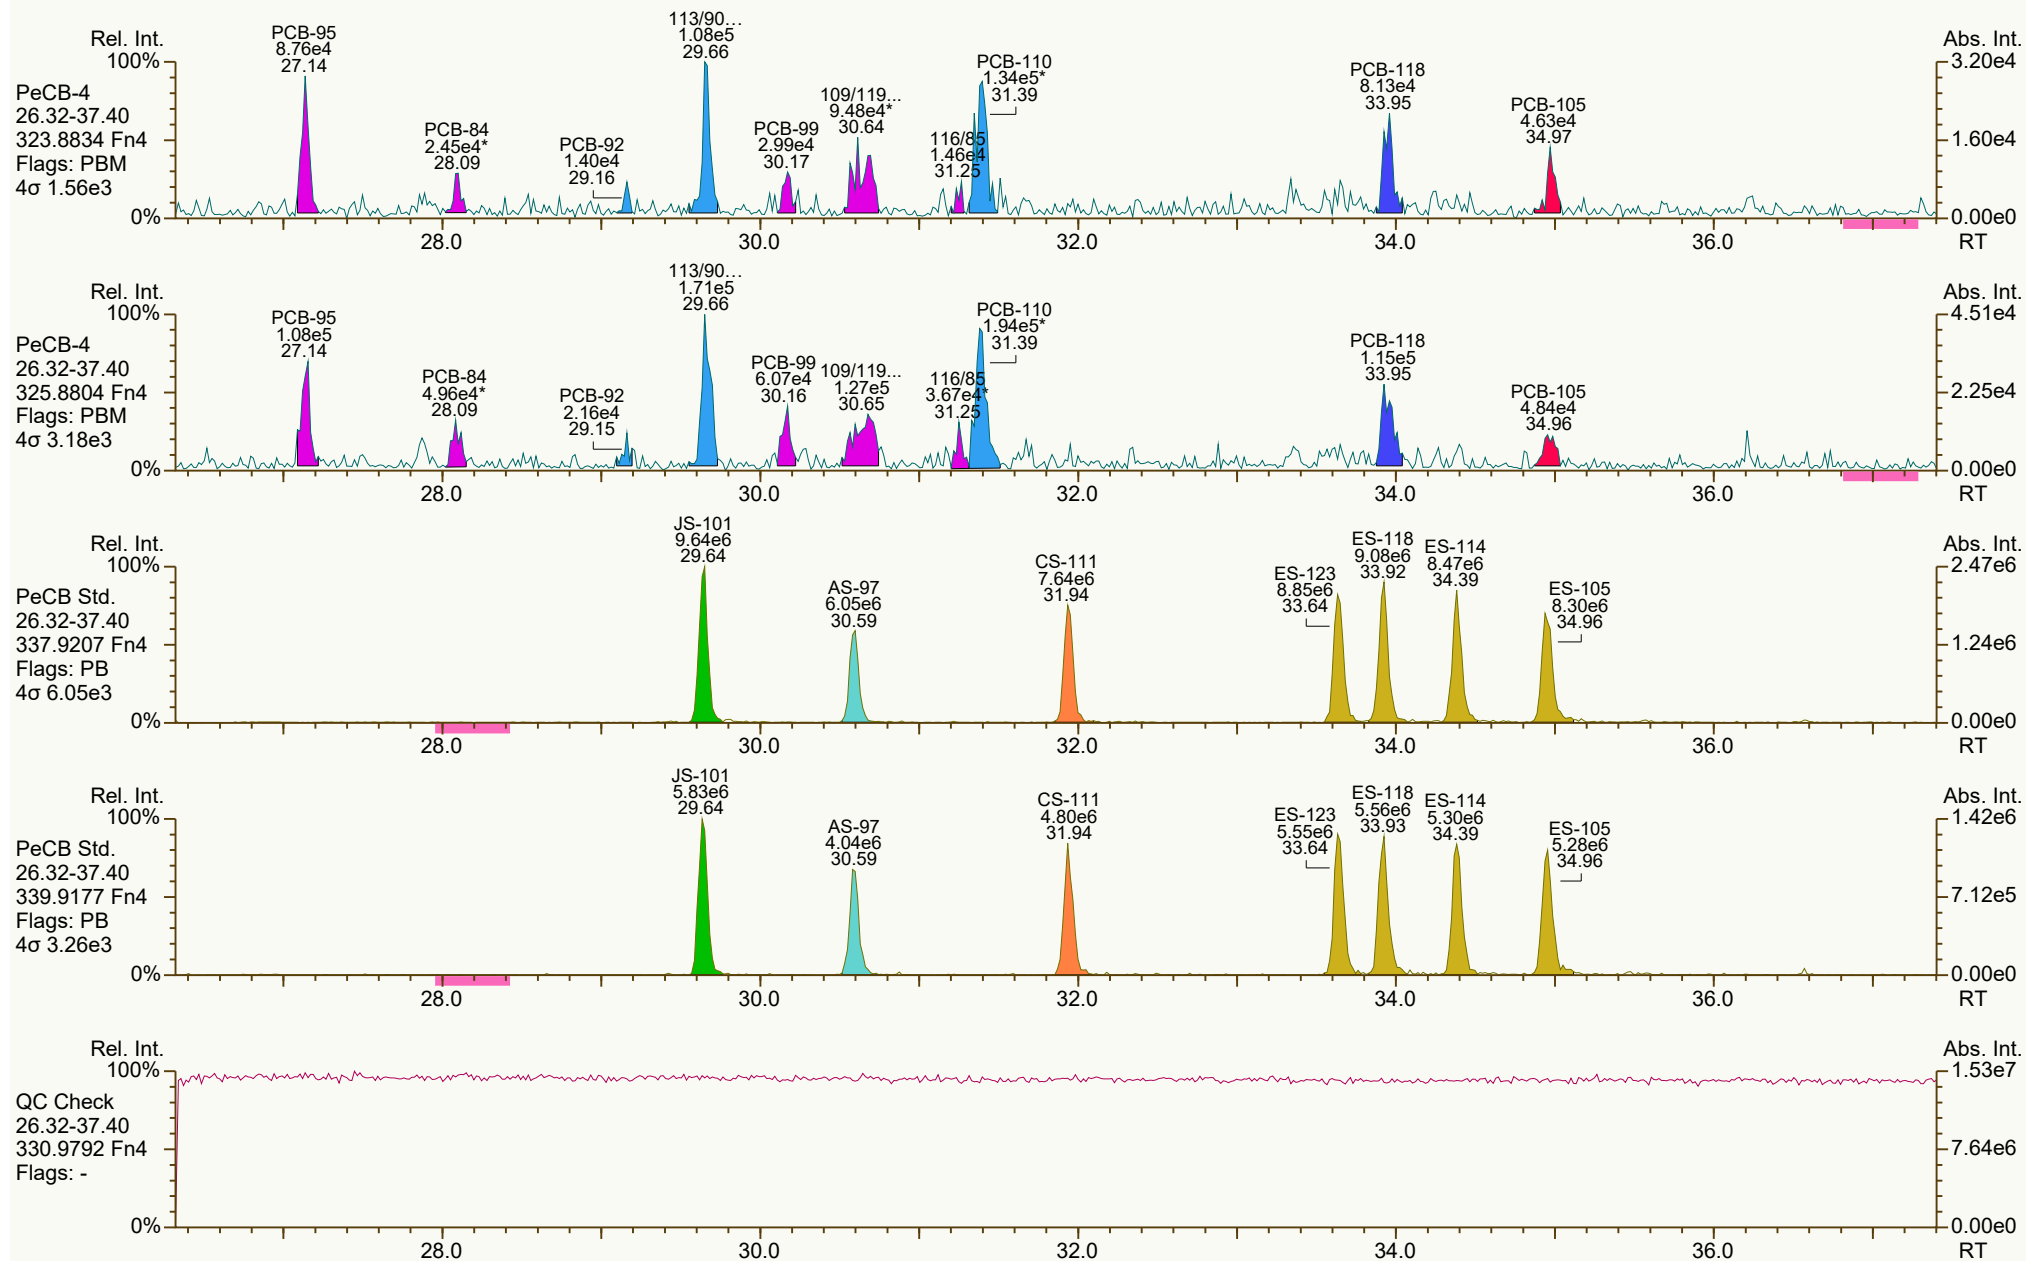 Rel. Int.
Abs. Int.
100%
0%
3.20e4
1.60e4
0.00e0
PeCB-4
26.32-37.40
323.8834 Fn4
Flags: PBM
4σ 1.56e3
PCB-95
8.76e4
27.14
PCB-84
2.45e4*
28.09
PCB-92
1.40e4
29.16
113/90...
1.08e5
29.66
PCB-99
2.99e4
30.17
109/119...
9.48e4*
30.64
116/85
1.46e4
31.25
PCB-110
1.34e5*
31.39
PCB-118
8.13e4
33.95
PCB-105
4.63e4
34.97
28.0 30.0 32.0 34.0 36.0 RT
Rel. Int.
Abs. Int.
100%
0%
4.51e4
2.25e4
0.00e0
PeCB-4
26.32-37.40
325.8804 Fn4
Flags: PBM
4σ 3.18e3
PCB-95
1.08e5
27.14
PCB-84
4.96e4*
28.09
PCB-92
2.16e4
29.15
113/90...
1.71e5
29.66
PCB-99
6.07e4
30.16
109/119...
1.27e5
30.65
116/85
3.67e4*
31.25
PCB-110
1.94e5*
31.39
PCB-118
1.15e5
33.95
PCB-105
4.84e4
34.96
28.0 30.0 32.0 34.0 36.0 RT
Rel. Int.
Abs. Int.
100%
0%
2.47e6
1.24e6
0.00e0
PeCB Std.
26.32-37.40
337.9207 Fn4
Flags: PB
4σ 6.05e3
JS-101
9.64e6
29.64
AS-97
6.05e6
30.59
CS-111
7.64e6
31.94
ES-123
8.85e6
33.64
ES-118
9.08e6
33.92
ES-114
8.47e6
34.39
ES-105
8.30e6
34.96
28.0 30.0 32.0 34.0 36.0 RT
Rel. Int.
Abs. Int.
100%
0%
1.42e6
7.12e5
0.00e0
PeCB Std.
26.32-37.40
339.9177 Fn4
Flags: PB
4σ 3.26e3
JS-101
5.83e6
29.64
AS-97
4.04e6
30.59
CS-111
4.80e6
31.94
ES-123
5.55e6
33.64
ES-118
5.56e6
33.93
ES-114
5.30e6
34.39
ES-105
5.28e6
34.96
28.0 30.0 32.0 34.0 36.0 RT
Rel. Int.
Abs. Int.
100%
0%
1.53e7
7.64e6
0.00e0
QC Check
26.32-37.40
330.9792 Fn4
Flags: -
28.0 30.0 32.0 34.0 36.0 RT